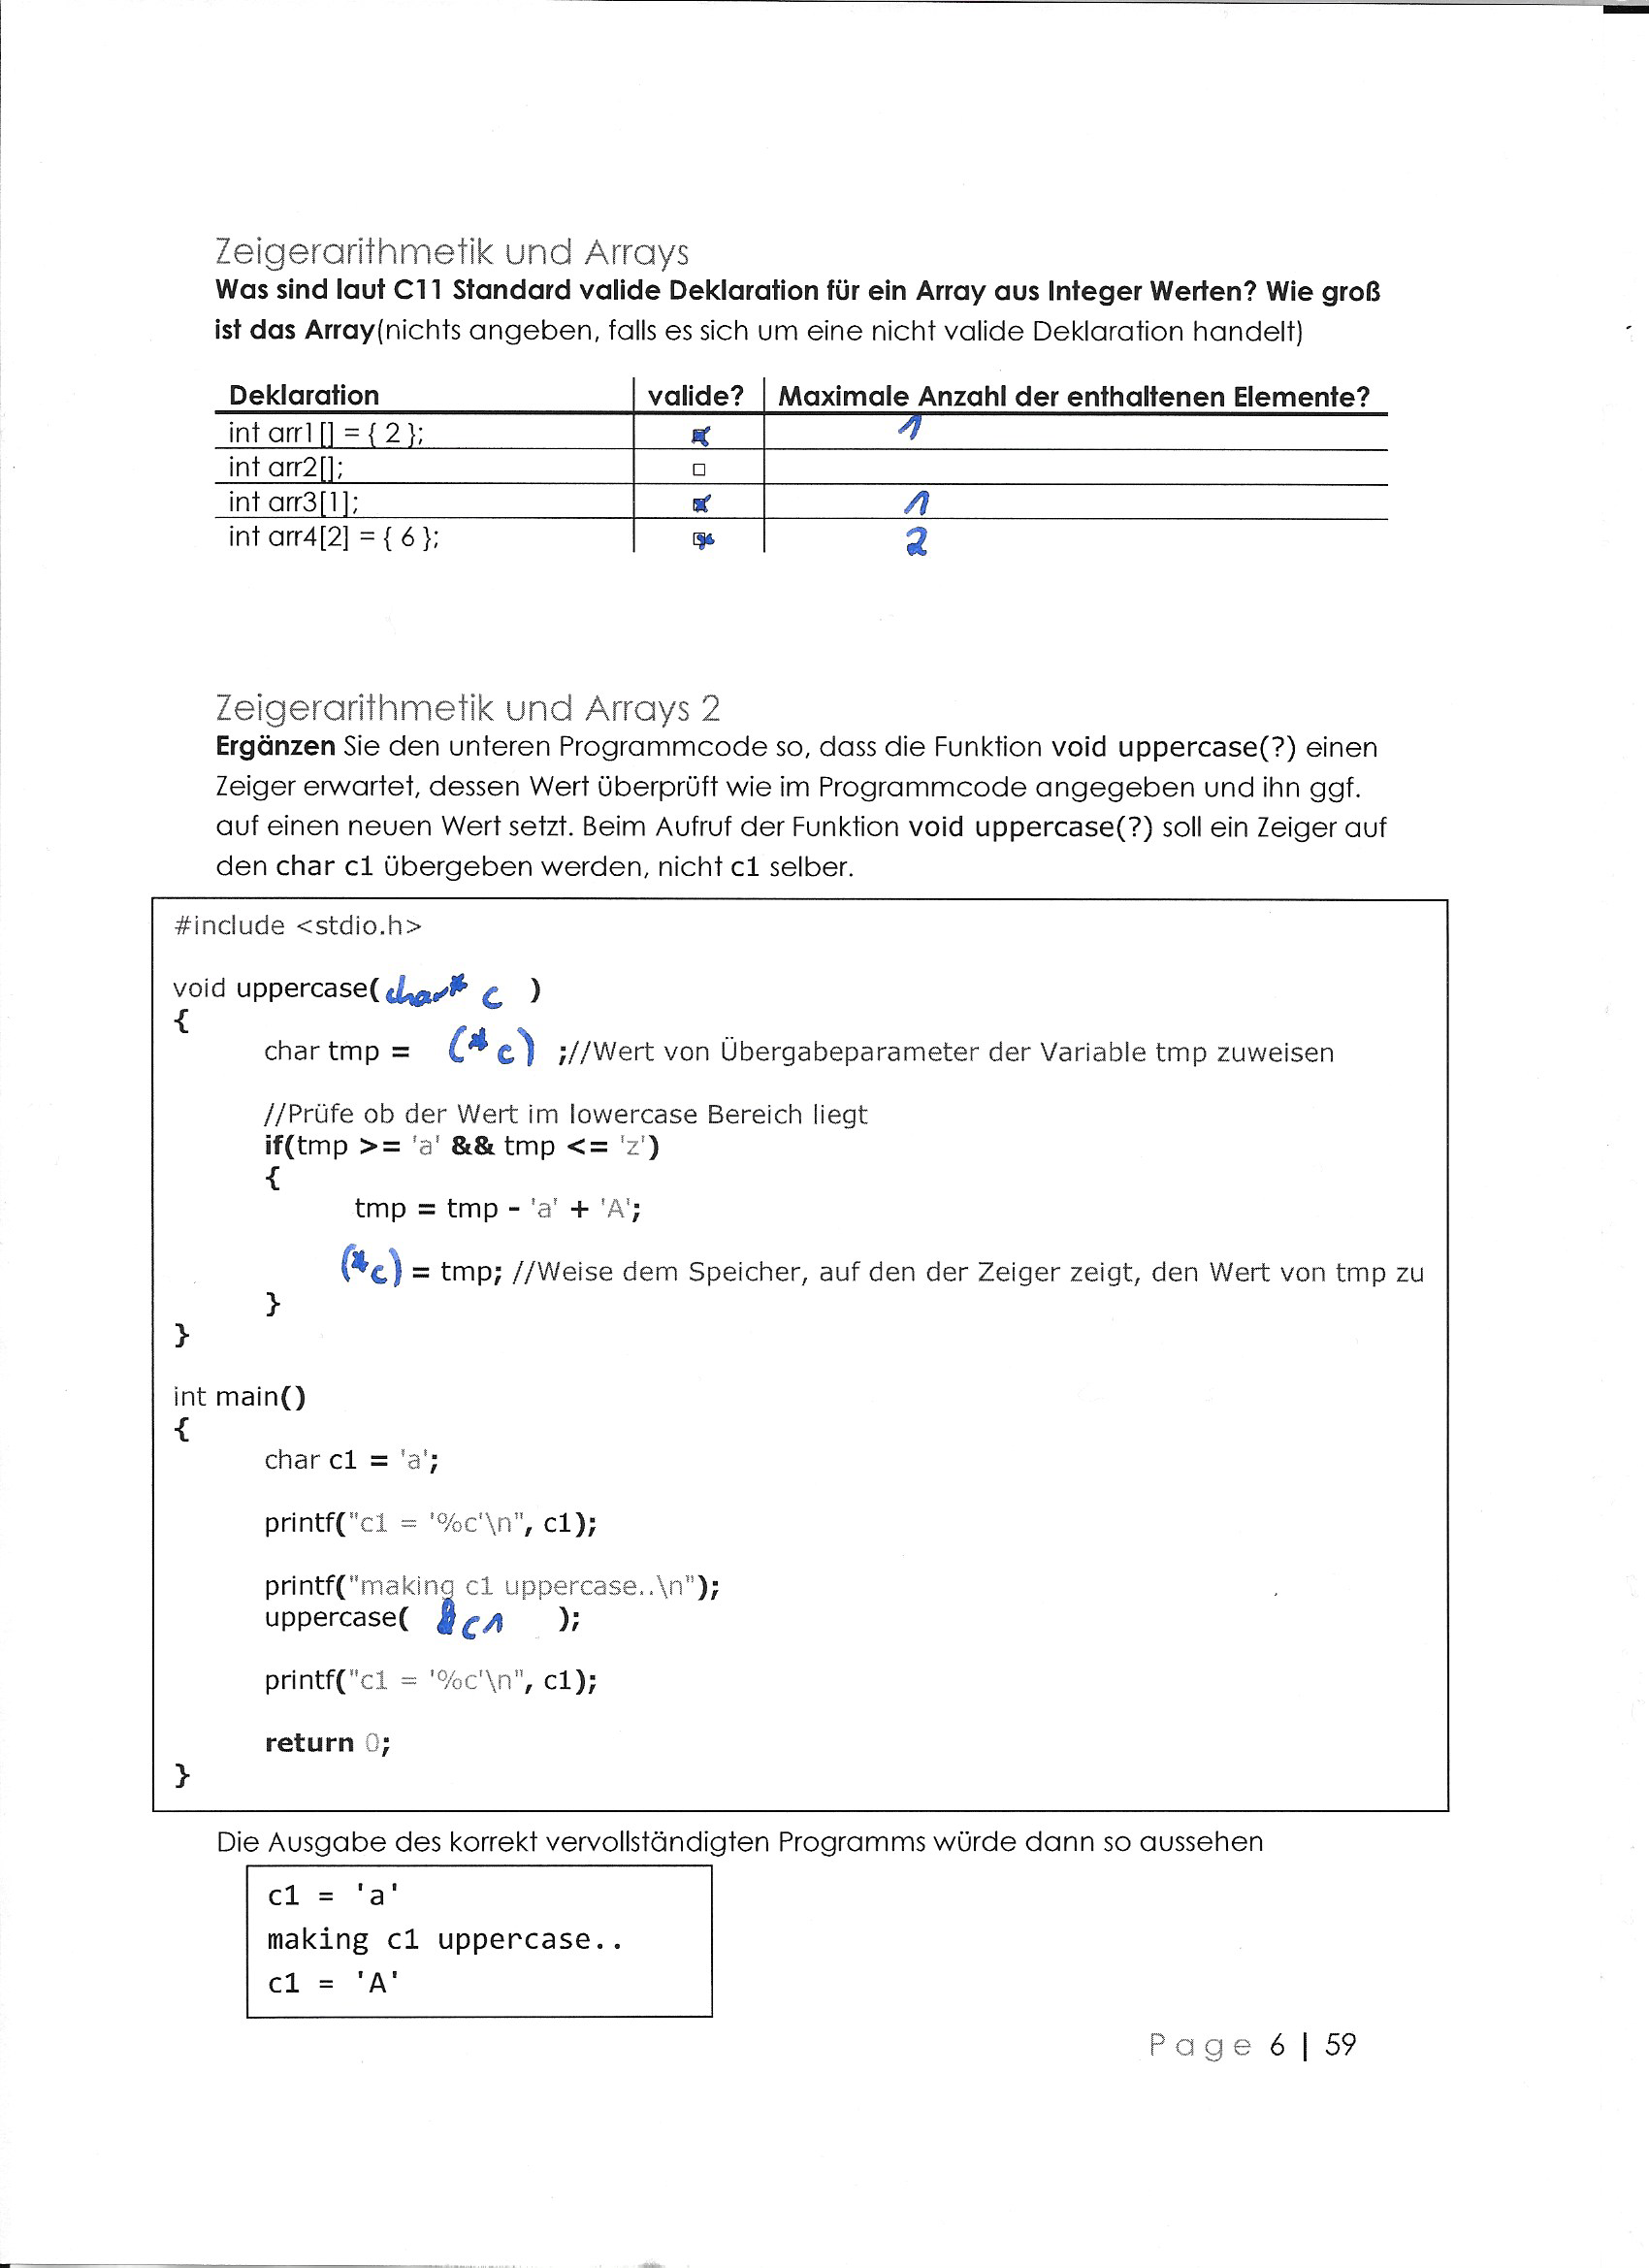 Zeigerarithmetik und Arrays
Was sind laut C11 Standard valide Deklaration für ein Array aus Integer Werten? Wie groß
ist das Array(nichts angeben, falls es sich um eine nicht valide Deklaration handelt)
Deklaration valide? Maximale Anzahl der enthaltenen Elemente?
int arr1[] = { 2 }; 1
int arr2[];
int arr3[1]; 1
int arr4[2] = { 6 }; 2
Zeigerarithmetik und Arrays 2
Ergänzen Sie den unteren Programmcode so, dass die Funktion void uppercase(?) einen
Zeiger erwartet, dessen Wert überprüft wie im Programmcode angegeben und ihn ggf.
auf einen neuen Wert setzt. Beim Aufruf der Funktion void uppercase(?) soll ein Zeiger auf
den char c1 übergeben werden, nicht c1 selber.
#include <stdio.h>
void uppercase(char* c )
{
char tmp = (*c) ;//Wert von Übergabeparameter der Variable tmp zuweisen
//Prüfe ob der Wert im lowercase Bereich liegt
if(tmp >= 'a' && tmp <= 'z')
{
tmp = tmp - 'a' + 'A';
(*c) = tmp; //Weise dem Speicher, auf den der Zeiger zeigt, den Wert von tmp zu
}
}
int main()
{
char c1 = 'a';
printf("c1 = '%c'\n", c1);
printf("making c1 uppercase..\n");
uppercase( &c1 );
printf("c1 = '%c'\n", c1);
return 0;
}
Die Ausgabe des korrekt vervollständigten Programms würde dann so aussehen
c1 = 'a'
making c1 uppercase..
c1 = 'A'
Page 6 | 59